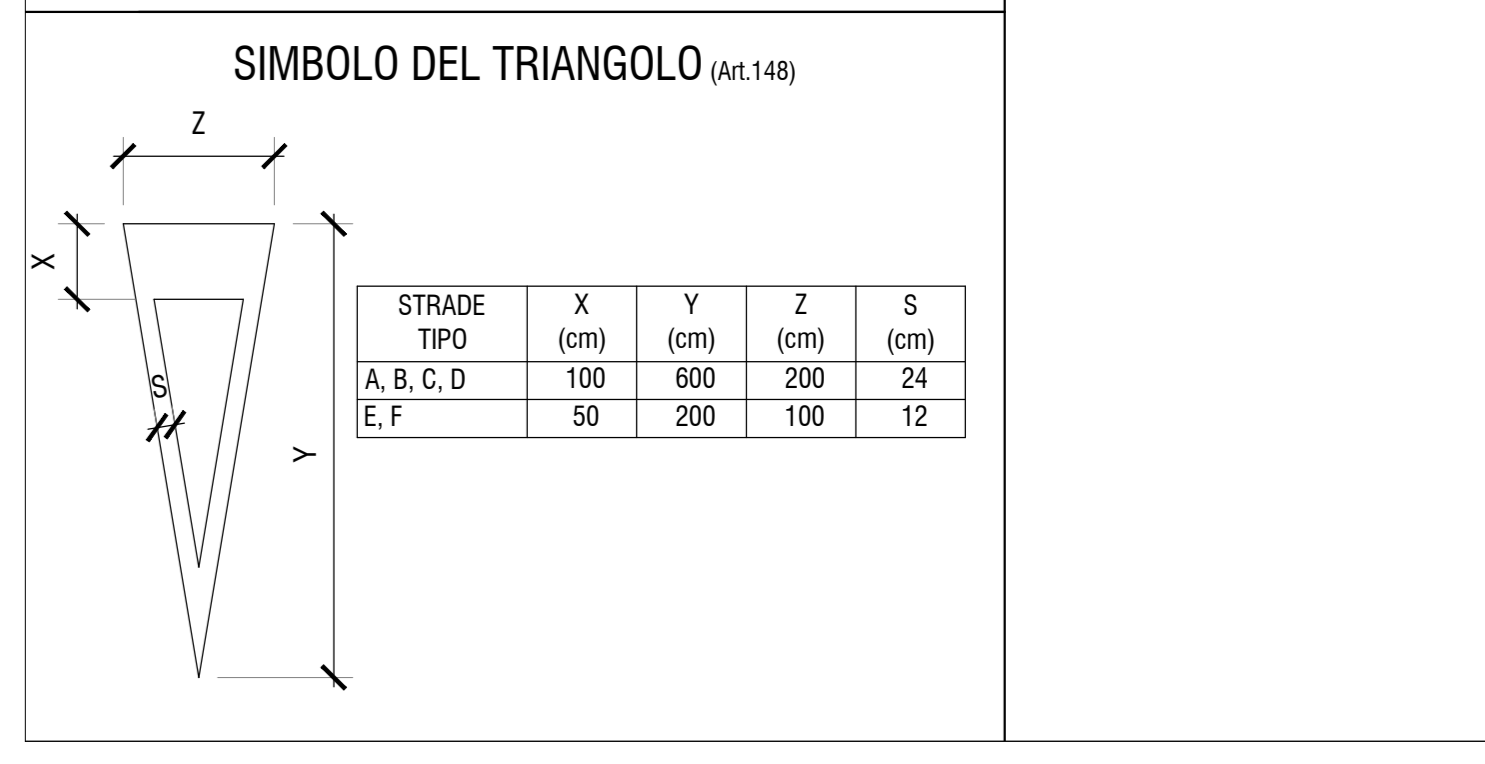 SIMBOLO DEL TRIANGOLO (Art.148)
Z
X
S
Y
STRADE TIPO X (cm) Y (cm) Z (cm) S (cm)
A, B, C, D 100 600 200 24
E, F 50 200 100 12